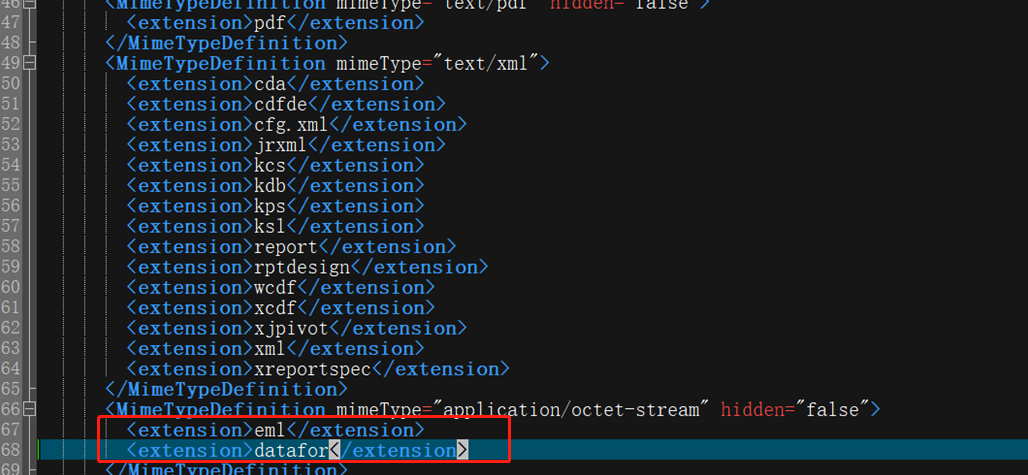 46 <MimeTypeDefinition mimeType="text/pdf" hidden="false">
47 <extension>pdf</extension>
48 </MimeTypeDefinition>
49 <MimeTypeDefinition mimeType="text/xml">
50 <extension>cda</extension>
51 <extension>cdfde</extension>
52 <extension>cfg.xml</extension>
53 <extension>jrxml</extension>
54 <extension>kcs</extension>
55 <extension>kdb</extension>
56 <extension>kps</extension>
57 <extension>ksl</extension>
58 <extension>report</extension>
59 <extension>rptdesign</extension>
60 <extension>wcdf</extension>
61 <extension>xcdf</extension>
62 <extension>xjpivot</extension>
63 <extension>xml</extension>
64 <extension>xreportspec</extension>
65 </MimeTypeDefinition>
66 <MimeTypeDefinition mimeType="application/octet-stream" hidden="false">
67 <extension>eml</extension>
68 <extension>datafor</extension>
69 </MimeTypeDefinition>